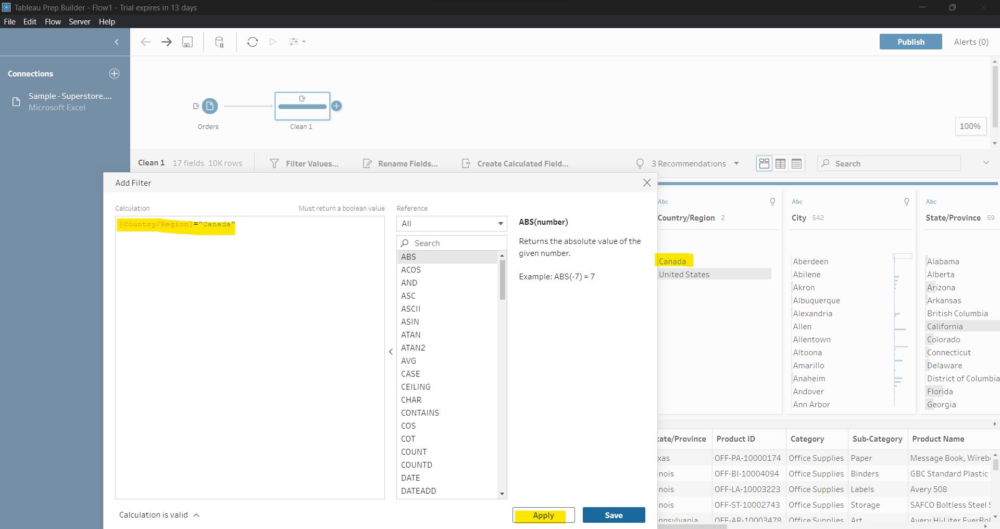 Tableau Prep Builder - Flow1 - Trial expires in 13 days
File Edit Flow Server Help
Publish Alerts (0)
Connections
Sample - Superstore....
Microsoft Excel
Orders
Clean 1
100%
Clean 1 17 fields 10K rows Filter Values... Rename Fields... Create Calculated Field... 3 Recommendations Search
Add Filter
Calculation Must return a boolean value Reference
[Country/Region]="Canada"
All
Search
ABS
ACOS
AND
ASC
ASCII
ASIN
ATAN
ATAN2
AVG
CASE
CEILING
CHAR
CONTAINS
COS
COT
COUNT
COUNTD
DATE
DATEADD
ABS(number)
Returns the absolute value of the
given number.
Example: ABS(-7) = 7
Calculation is valid Apply Save
Abc
Country/Region 2
Canada
United States
Abc
City 542
Aberdeen
Abilene
Akron
Albuquerque
Alexandria
Allen
Allentown
Altoona
Amarillo
Anaheim
Andover
Ann Arbor
Abc
State/Province 59
Alabama
Alberta
Arizona
Arkansas
British Columbia
California
Colorado
Connecticut
Delaware
District of Columbia
Florida
Georgia
tate/Province Product ID Category Sub-Category Product Name
xas OFF-PA-10000174 Office Supplies Paper Message Book, Wireb
inois OFF-BI-10004094 Office Supplies Binders GBC Standard Plastic
inois OFF-LA-10003223 Office Supplies Labels Avery 508
inois OFF-ST-10002743 Office Supplies Storage SAFCO Boltless Steel S
nnsylvania OFF-AR-10003478 Office Supplies Art Avery Hi-Liter EverBol